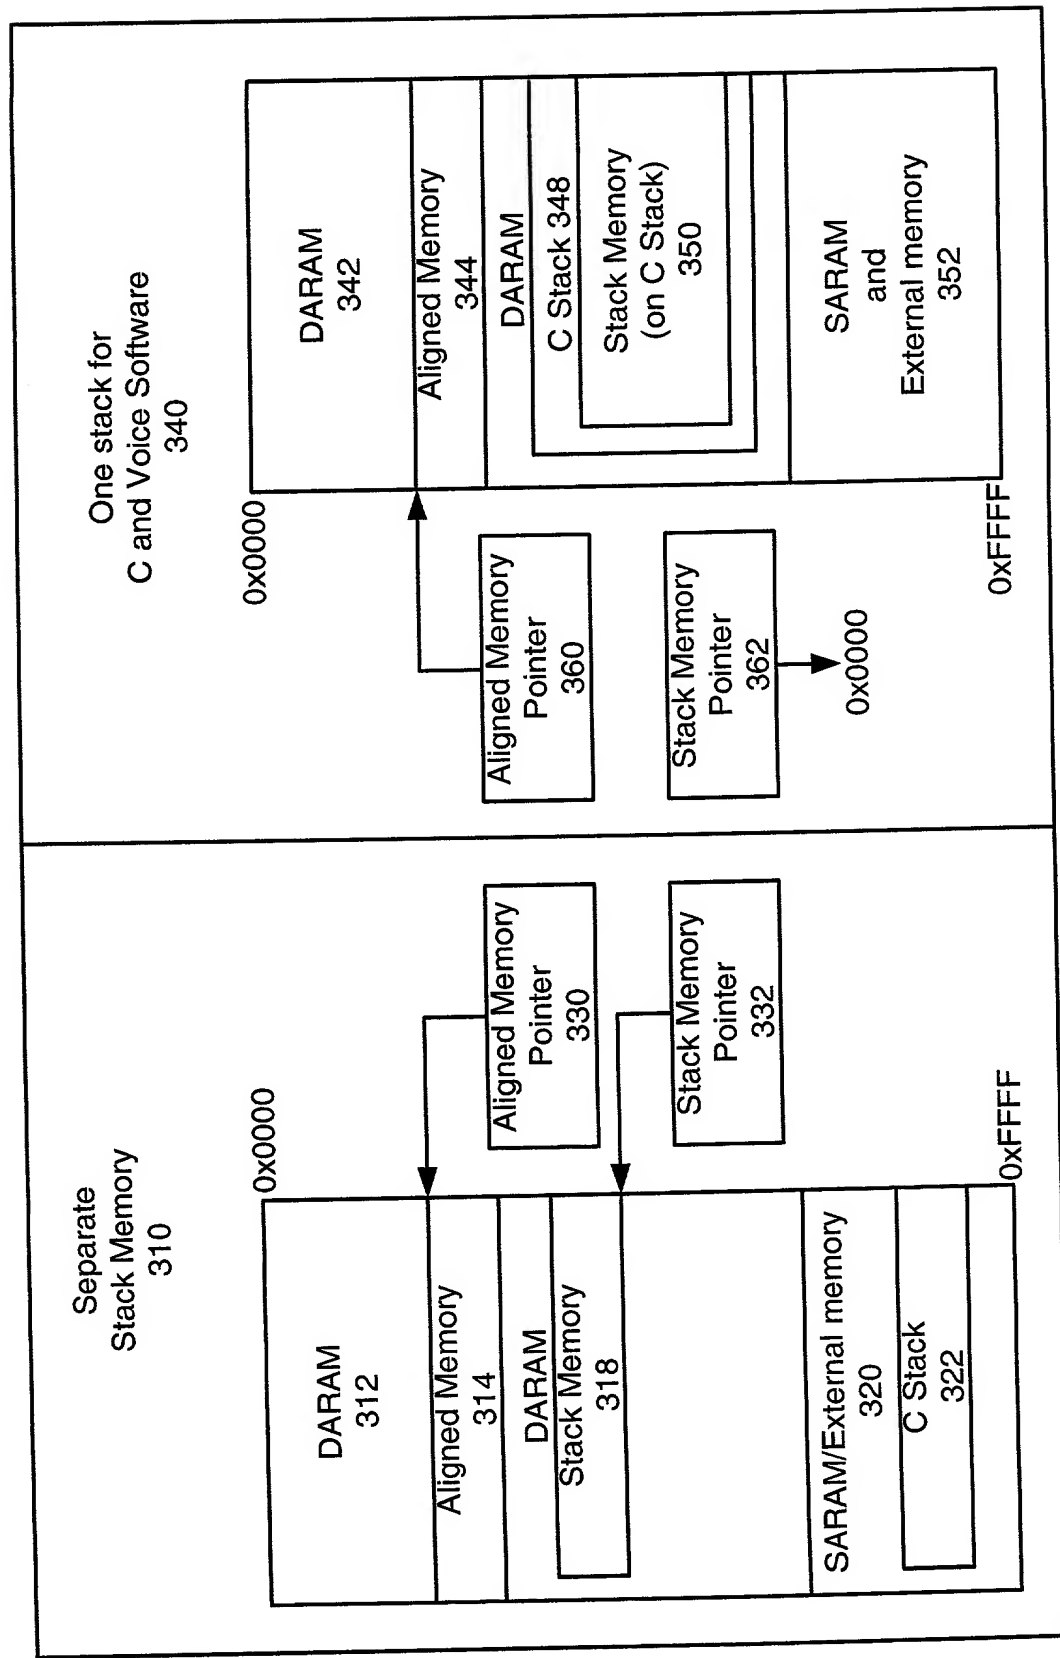 Separate
Stack Memory
310
0x0000
DARAM
312
Aligned Memory
314
DARAM
Stack Memory
318
SARAM/External memory
320
C Stack
322
0xFFFF
Aligned Memory
Pointer
330
Stack Memory
Pointer
332
One stack for
C and Voice Software
340
0x0000
DARAM
342
Aligned Memory
344
DARAM
C Stack 348
Stack Memory
(on C Stack)
350
SARAM
and
External memory
352
0xFFFF
Aligned Memory
Pointer
360
Stack Memory
Pointer
362
0x0000